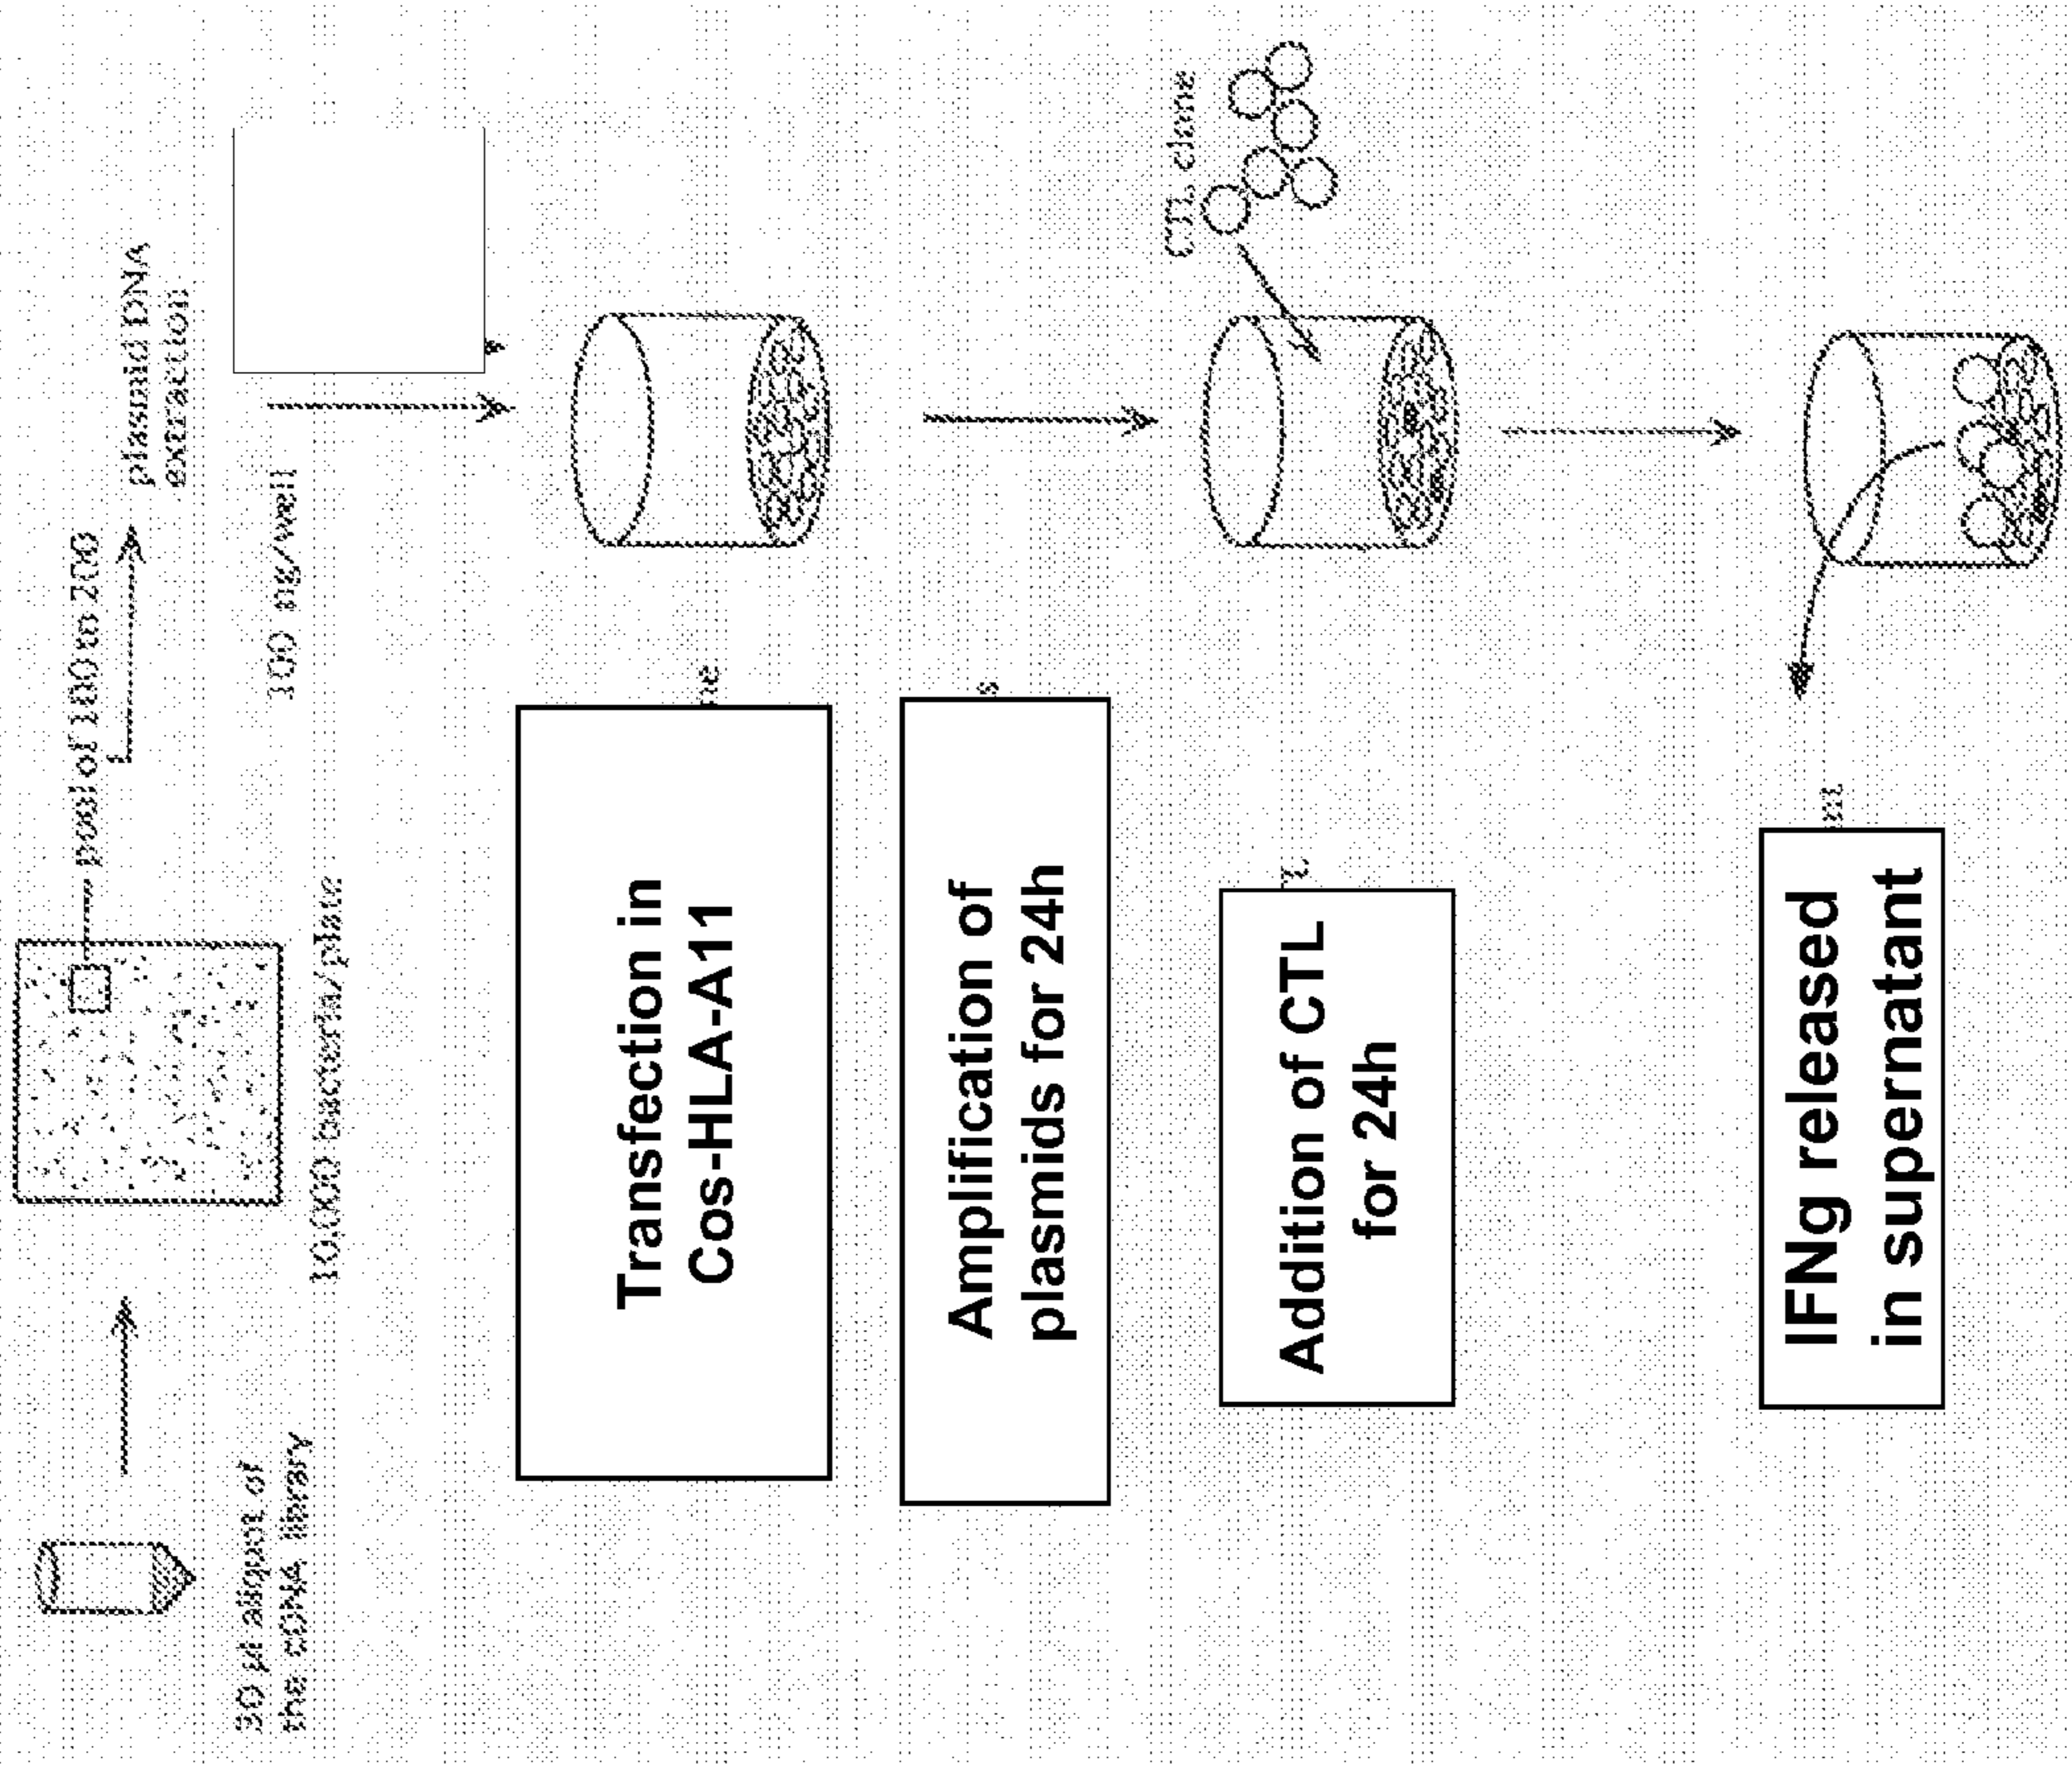 30 µl aliquot of
the cDNA library
10.000 bacteria/plate
pool of 100 to 200
plasmid DNA
extraction
100 ng/well
Transfection in
Cos-HLA-A11
Amplification of
plasmids for 24h
CTL clone
Addition of CTL
for 24h
IFNg released
in supernatant